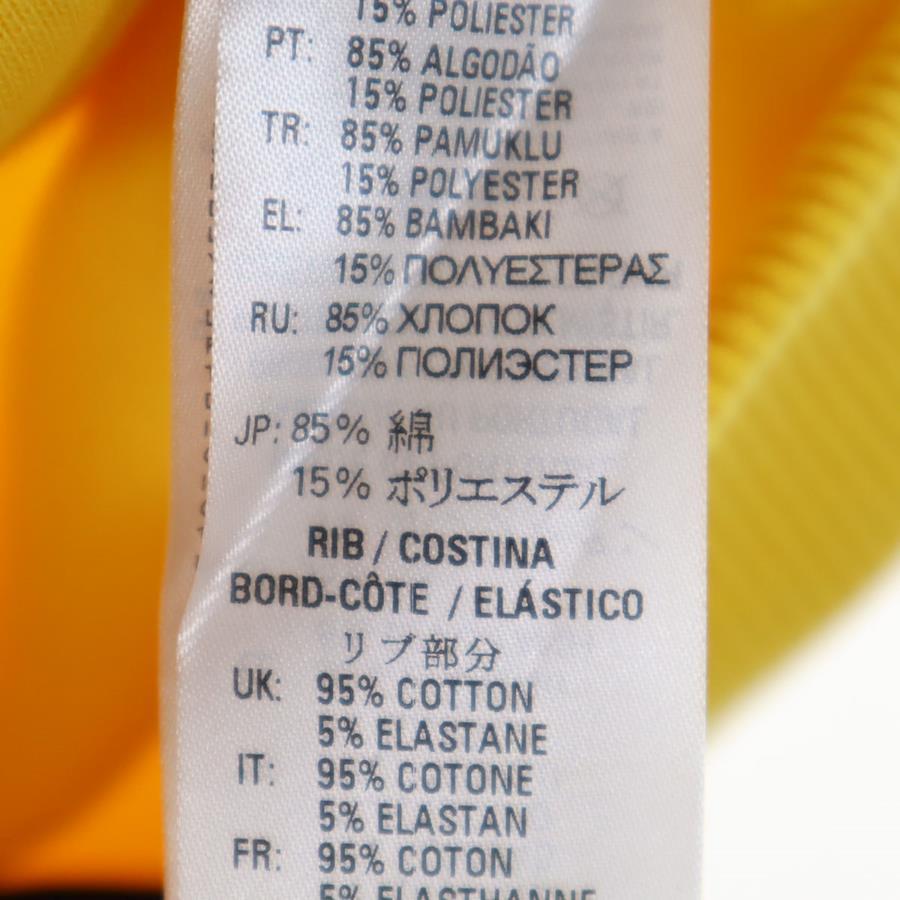 15% POLIESTER
PT: 85% ALGODÃO
15% POLIESTER
TR: 85% PAMUKLU
15% POLYESTER
EL: 85% BAMBAKI
15% ΠΟΛΥΕΣΤΕΡΑΣ
RU: 85% ХЛОПОК
15% ПОЛИЭСТЕР
JP: 85% 綿
15% ポリエステル
RIB / COSTINA
BORD-CÔTE / ELÁSTICO
リブ部分
UK: 95% COTTON
5% ELASTANE
IT: 95% COTONE
5% ELASTAN
FR: 95% COTON
5% ELASTHANNE